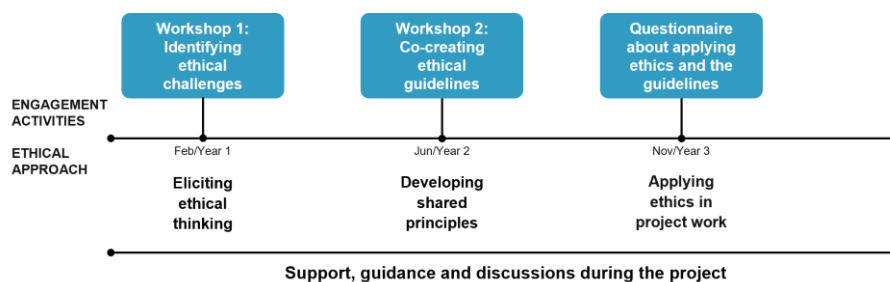 Workshop 1:
Identifying
ethical
challenges
Workshop 2:
Co-creating
ethical
guidelines
Questionnaire
about applying
ethics and the
guidelines
ENGAGEMENT
ACTIVITIES
ETHICAL
APPROACH
Feb/Year 1
Jun/Year 2
Nov/Year 3
Eliciting
ethical
thinking
Developing
shared
principles
Applying
ethics in
project work
Support, guidance and discussions during the project